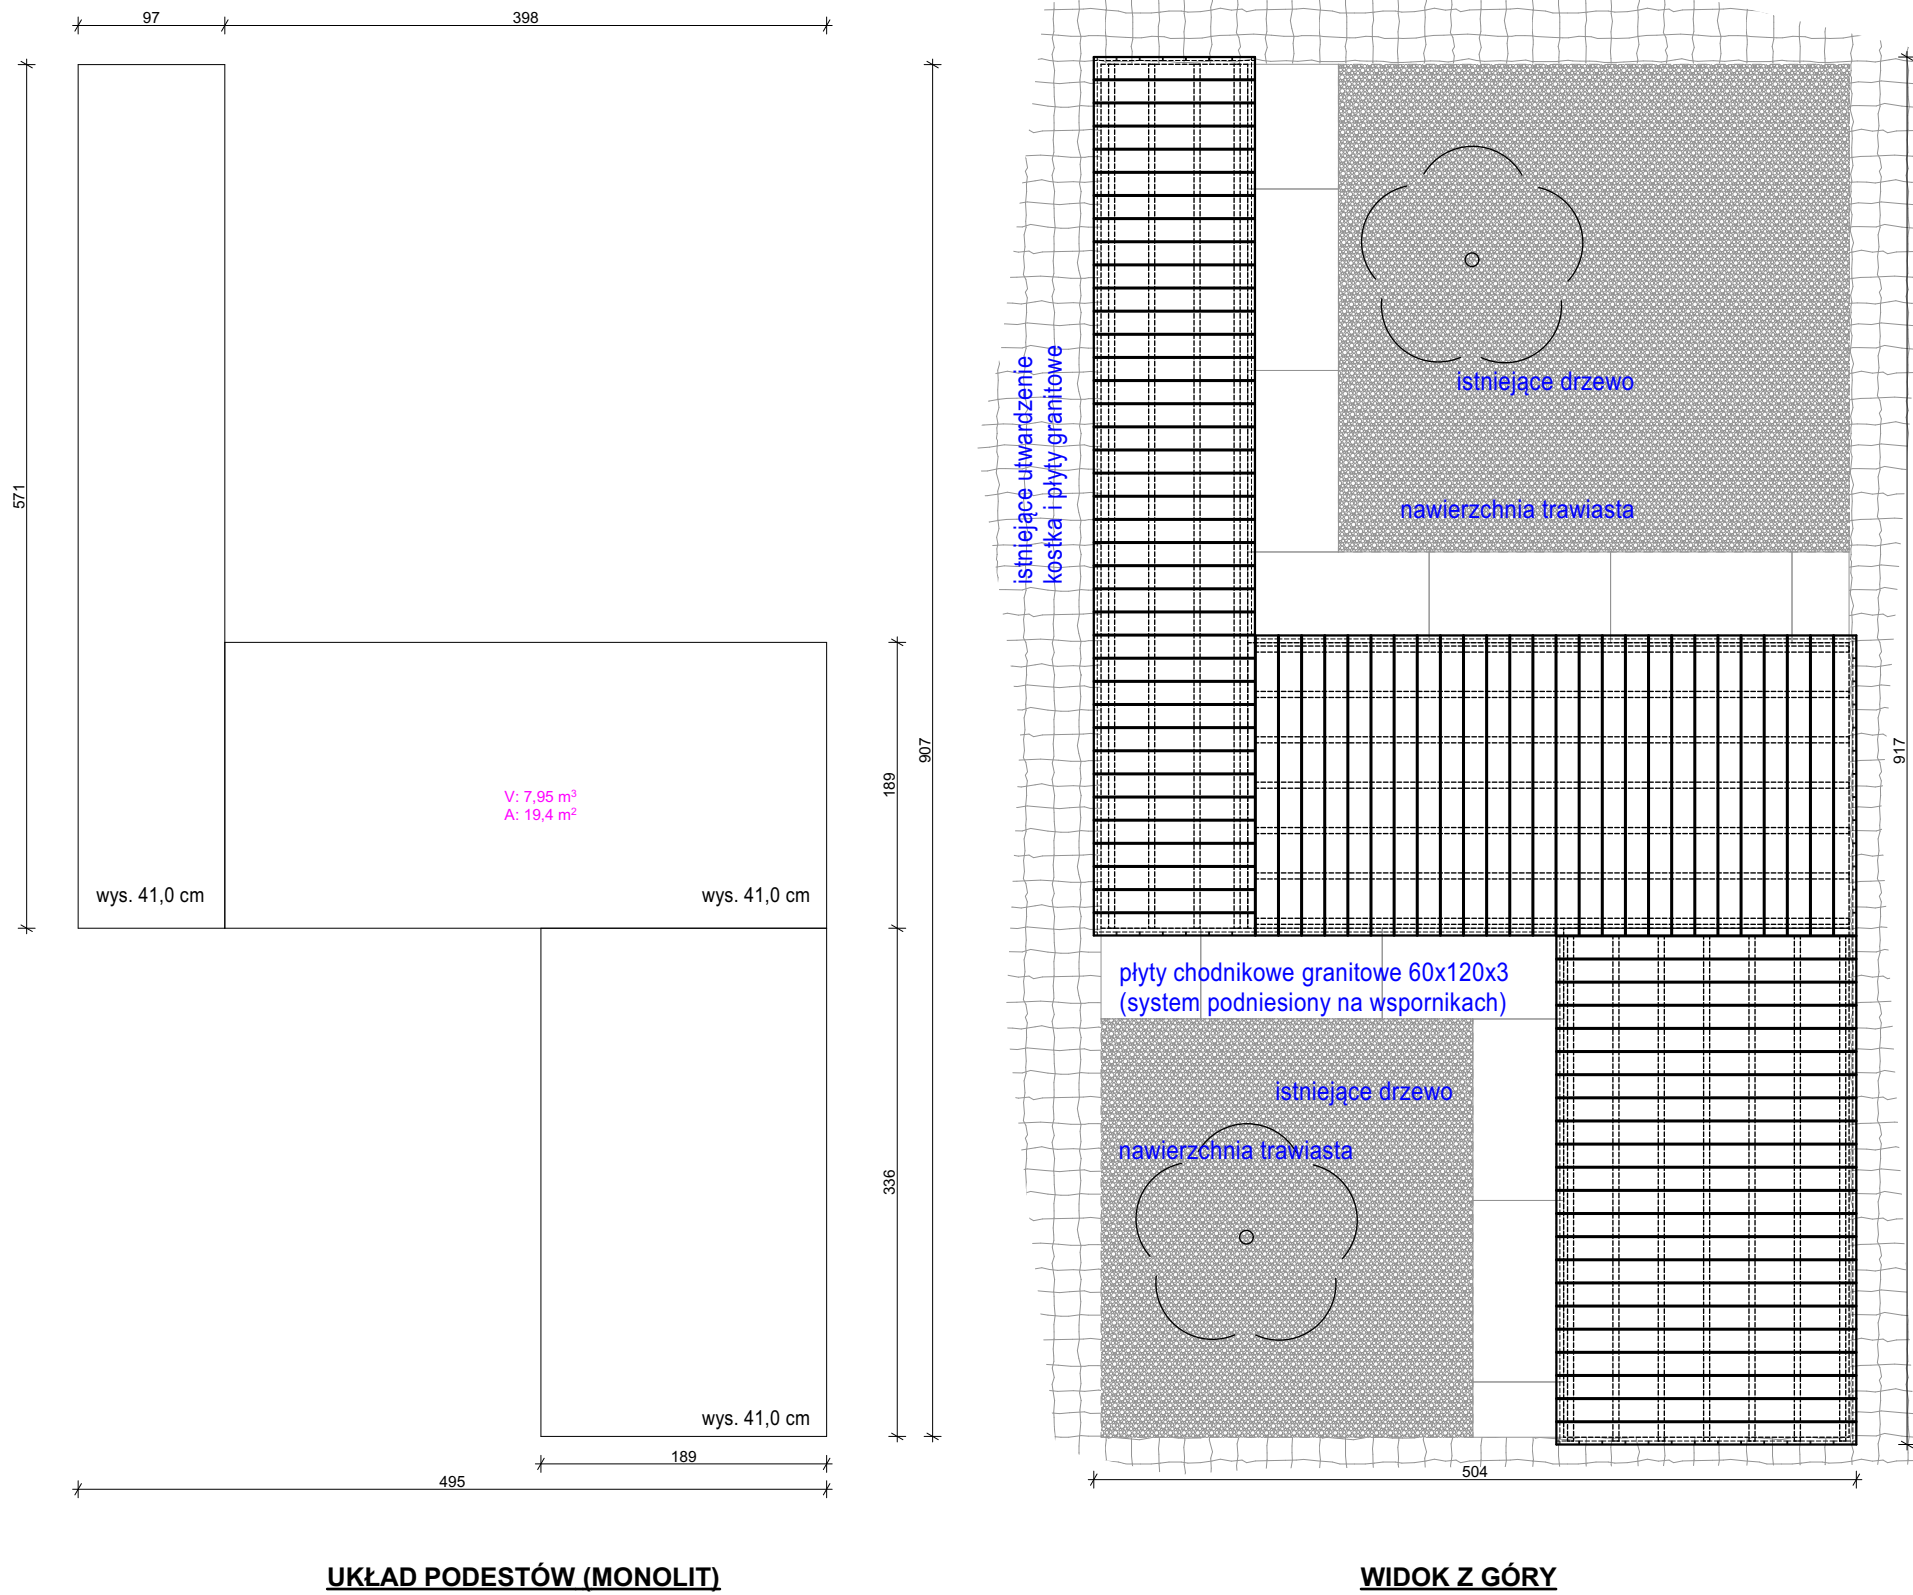 97
398
571
907
189
V: 7,95 m³
A: 19,4 m²
wys. 41,0 cm
wys. 41,0 cm
336
wys. 41,0 cm
189
495
UKŁAD PODESTÓW (MONOLIT)
istniejące utwardzenie
kostka i płyty granitowe
istniejące drzewo
nawierzchnia trawiasta
917
płyty chodnikowe granitowe 60x120x3
(system podniesiony na wspornikach)
istniejące drzewo
nawierzchnia trawiasta
504
WIDOK Z GÓRY